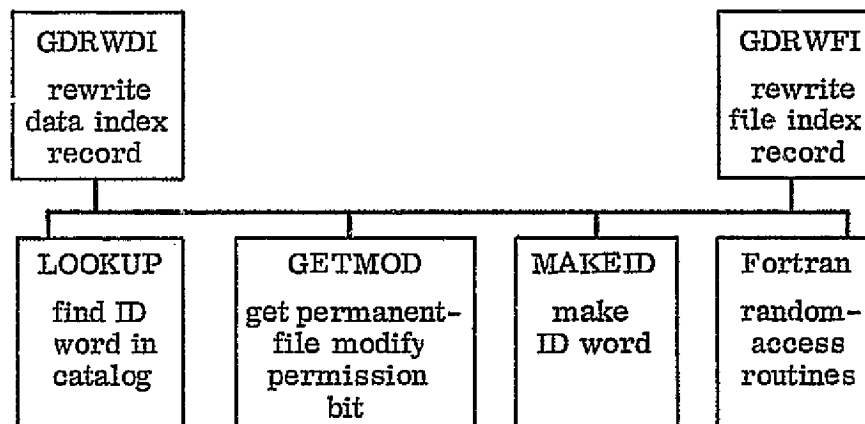 GDRWDI
rewrite
data index
record
GDRWFI
rewrite
file index
record
LOOKUP
find ID
word in
catalog
GETMOD
get permanent-
file modify
permission
bit
MAKEID
make
ID word
Fortran
random-
access
routines